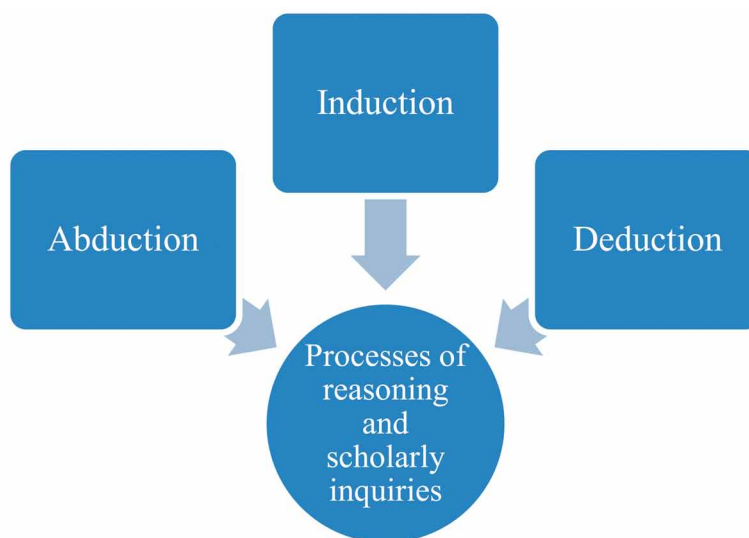 Induction
Abduction
Deduction
Processes of
reasoning
and
scholarly
inquiries